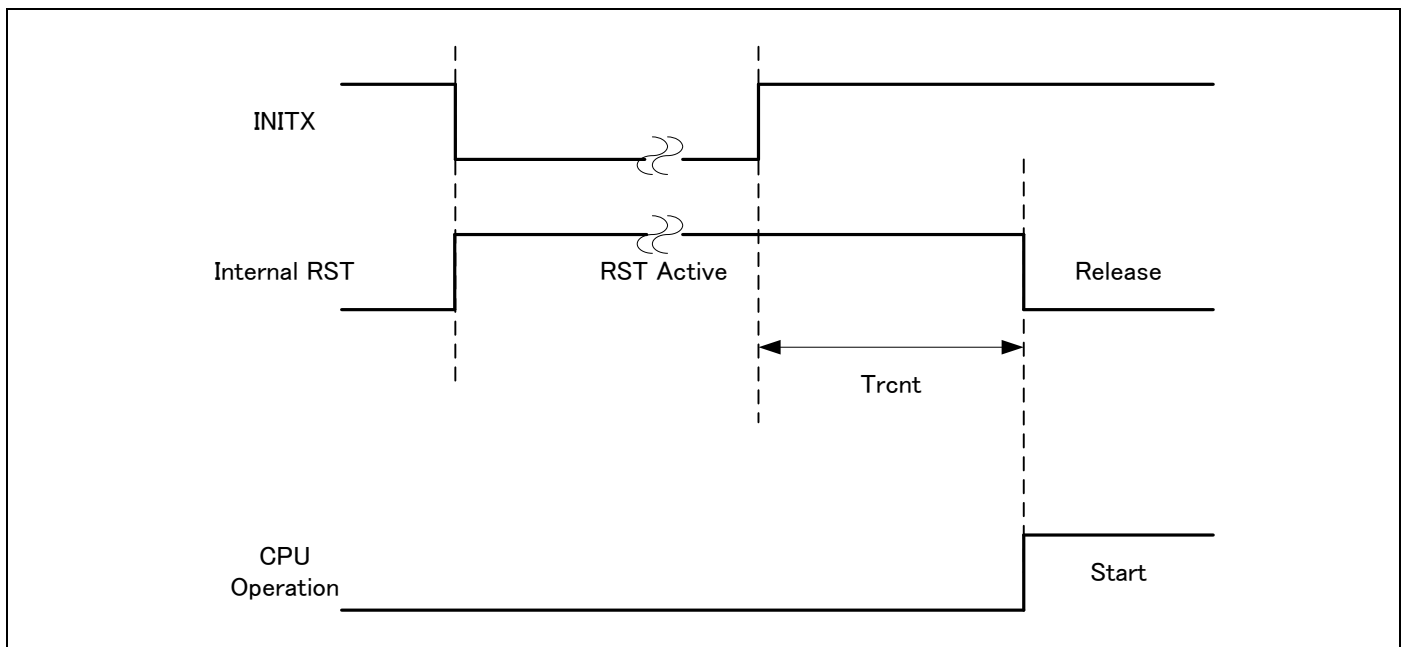 INITX
Internal RST
RST Active
Release
Trcnt
CPU
Operation
Start